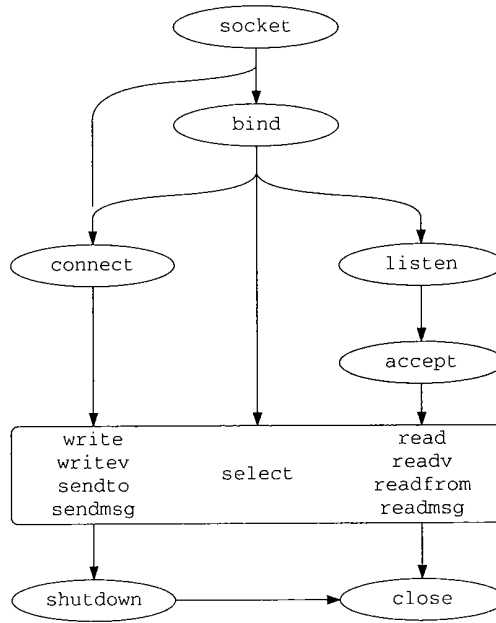 socket
bind
connect
listen
accept
write
writev
sendto
sendmsg
select
read
readv
readfrom
readmsg
shutdown
close